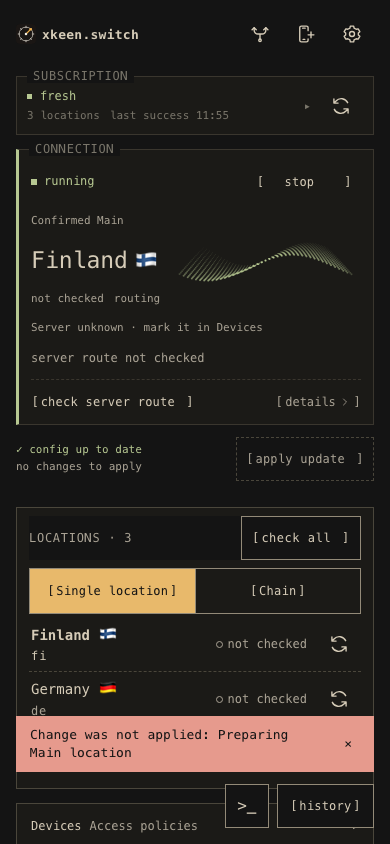 xkeen.switch
SUBSCRIPTION
fresh
3 locations last success 11:55
CONNECTION
running
[ stop ]
Confirmed Main
Finland
not checked routing
Server unknown · mark it in Devices
server route not checked
[check server route ]
[details > ]
✓ config up to date
no changes to apply
[apply update ]
LOCATIONS · 3
[check all ]
[Single location]
[Chain]
Finland
not checked
fi
Germany
not checked
de
Change was not applied: Preparing
Main location
×
>_
[history]
Devices Access policies